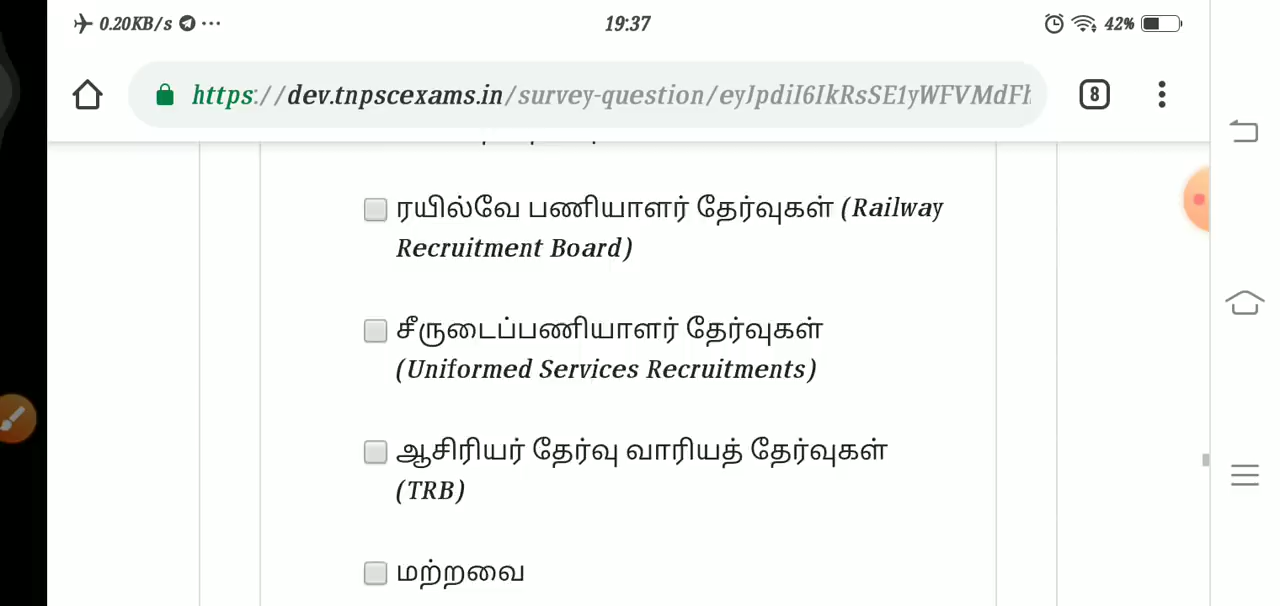 0.20KB/s ...
19:37
42%
https://dev.tnpscexams.in/survey-question/eyJpdiI6IkRsSE1yWFVMdFh
8
ரயில்வே பணியாளர் தேர்வுகள் (Railway
Recruitment Board)
சீருடைப்பணியாளர் தேர்வுகள்
(Uniformed Services Recruitments)
ஆசிரியர் தேர்வு வாரியத் தேர்வுகள்
(TRB)
மற்றவை